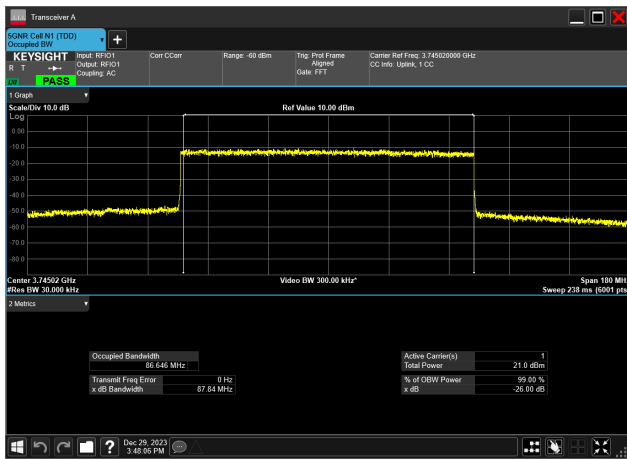 Transceiver A
5GNR Cell N1 (TDD)
Occupied BW
KEYSIGHT
R T
PASS
Input: RFIO1
Output: RFIO1
Coupling: AC
Corr CCorr
Range: -60 dBm
Trig: Prot Frame
Aligned
Gate: FFT
Carrier Ref Freq: 3.745020000 GHz
CC Info: Uplink, 1 CC
1 Graph
Scale/Div 10.0 dB
Ref Value 10.00 dBm
Log
0.00
-10.0
-20.0
-30.0
-40.0
-50.0
-60.0
-70.0
-80.0
Center 3.74502 GHz
Video BW 300.00 kHz*
Span 180 MHz
#Res BW 30.000 kHz
Sweep 238 ms (6001 pts
2 Metrics
Occupied Bandwidth
86.646 MHz
Active Carrier(s) 1
Total Power 21.0 dBm
Transmit Freq Error 0 Hz
x dB Bandwidth 87.84 MHz
% of OBW Power 99.00 %
x dB -26.00 dB
Dec 29, 2023
3:48:06 PM